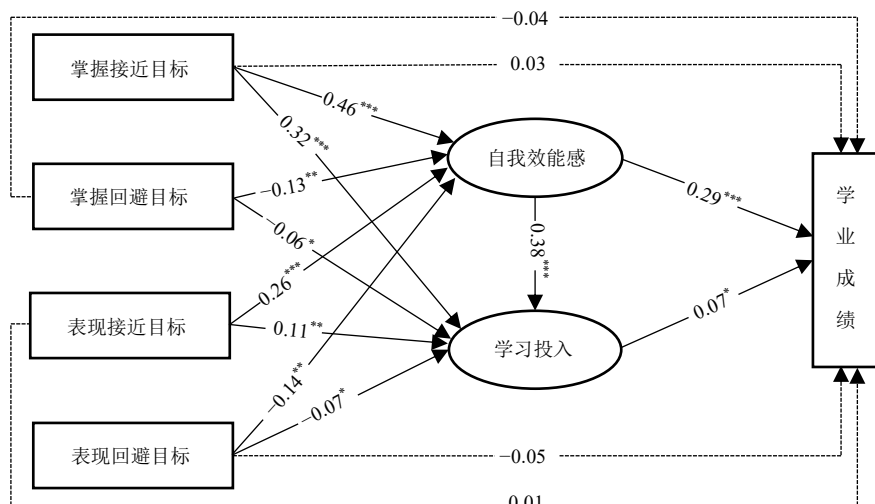 −0.04
掌握接近目标
0.03
0.46***
0.32***
自我效能感
掌握回避目标
−0.13**
0.29***
学业成绩
−0.06*
0.38***
0.26***
表现接近目标
0.11**
0.07*
学习投入
−0.14**
−0.07*
表现回避目标
−0.05
0.01